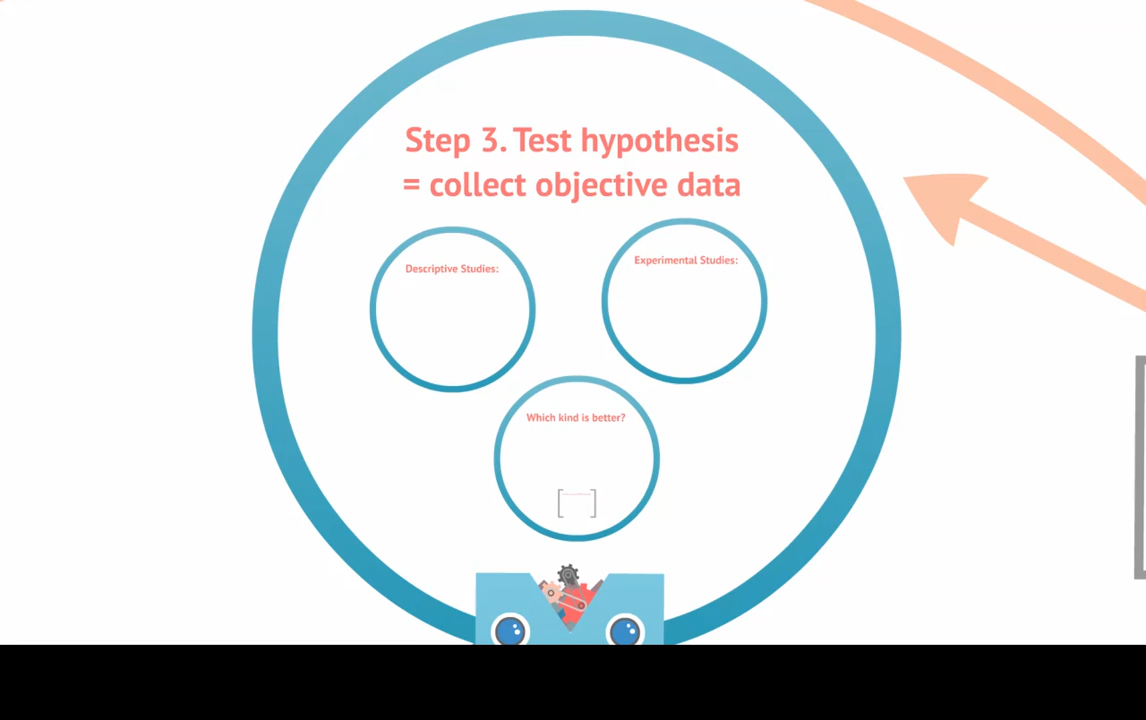 Step 3. Test hypothesis
= collect objective data
Descriptive Studies:
Experimental Studies:
Which kind is better?